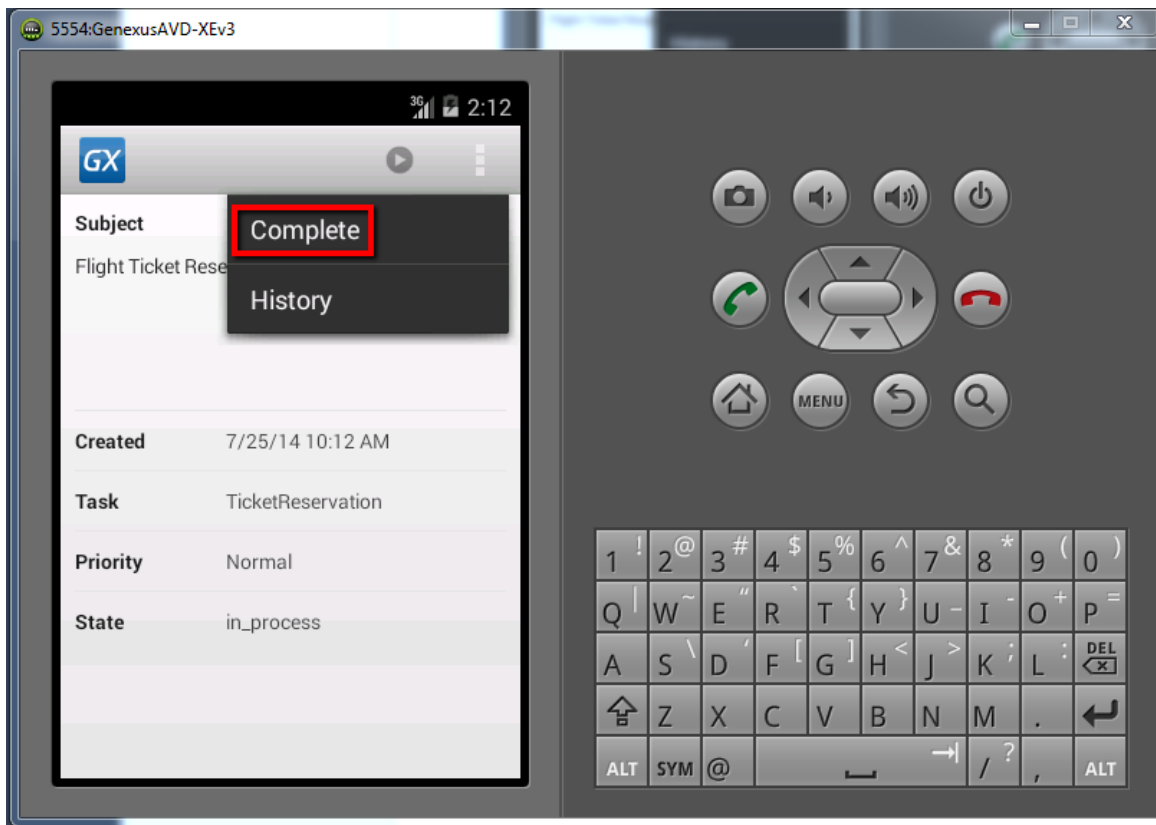 5554:GenexusAVD-XEv3
3G 2:12
GX
Subject
Complete
Flight Ticket Rese
History
Created 7/25/14 10:12 AM
Task TicketReservation
Priority Normal
State in_process
MENU
1 ! 2 @ 3 # 4 $ 5 % 6 ^ 7 & 8 * 9 ( 0 )
Q | W ~ E " R ` T { Y } U - I - O + P =
A S \ D ' F [ G ] H < J > K ; L : DEL
Z X C V B N M .
ALT SYM @ / ? , ALT